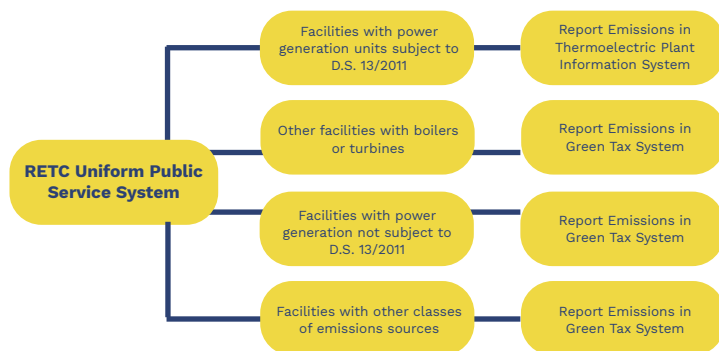 Facilities with power
generation units subject to
D.S. 13/2011
Report Emissions in
Thermoelectric Plant
Information System
Other facilities with boilers
or turbines
Report Emissions in
Green Tax System
RETC Uniform Public
Service System
Facilities with power
generation not subject to
D.S. 13/2011
Report Emissions in
Green Tax System
Facilities with other classes
of emissions sources
Report Emissions in
Green Tax System